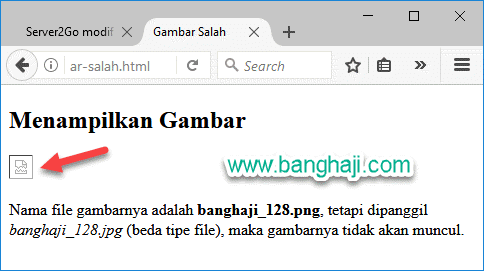 Server2Go modif
Gambar Salah
ar-salah.html
Search
Menampilkan Gambar
www.banghaji.com
Nama file gambarnya adalah banghaji_128.png, tetapi dipanggil
banghaji_128.jpg (beda tipe file), maka gambarnya tidak akan muncul.